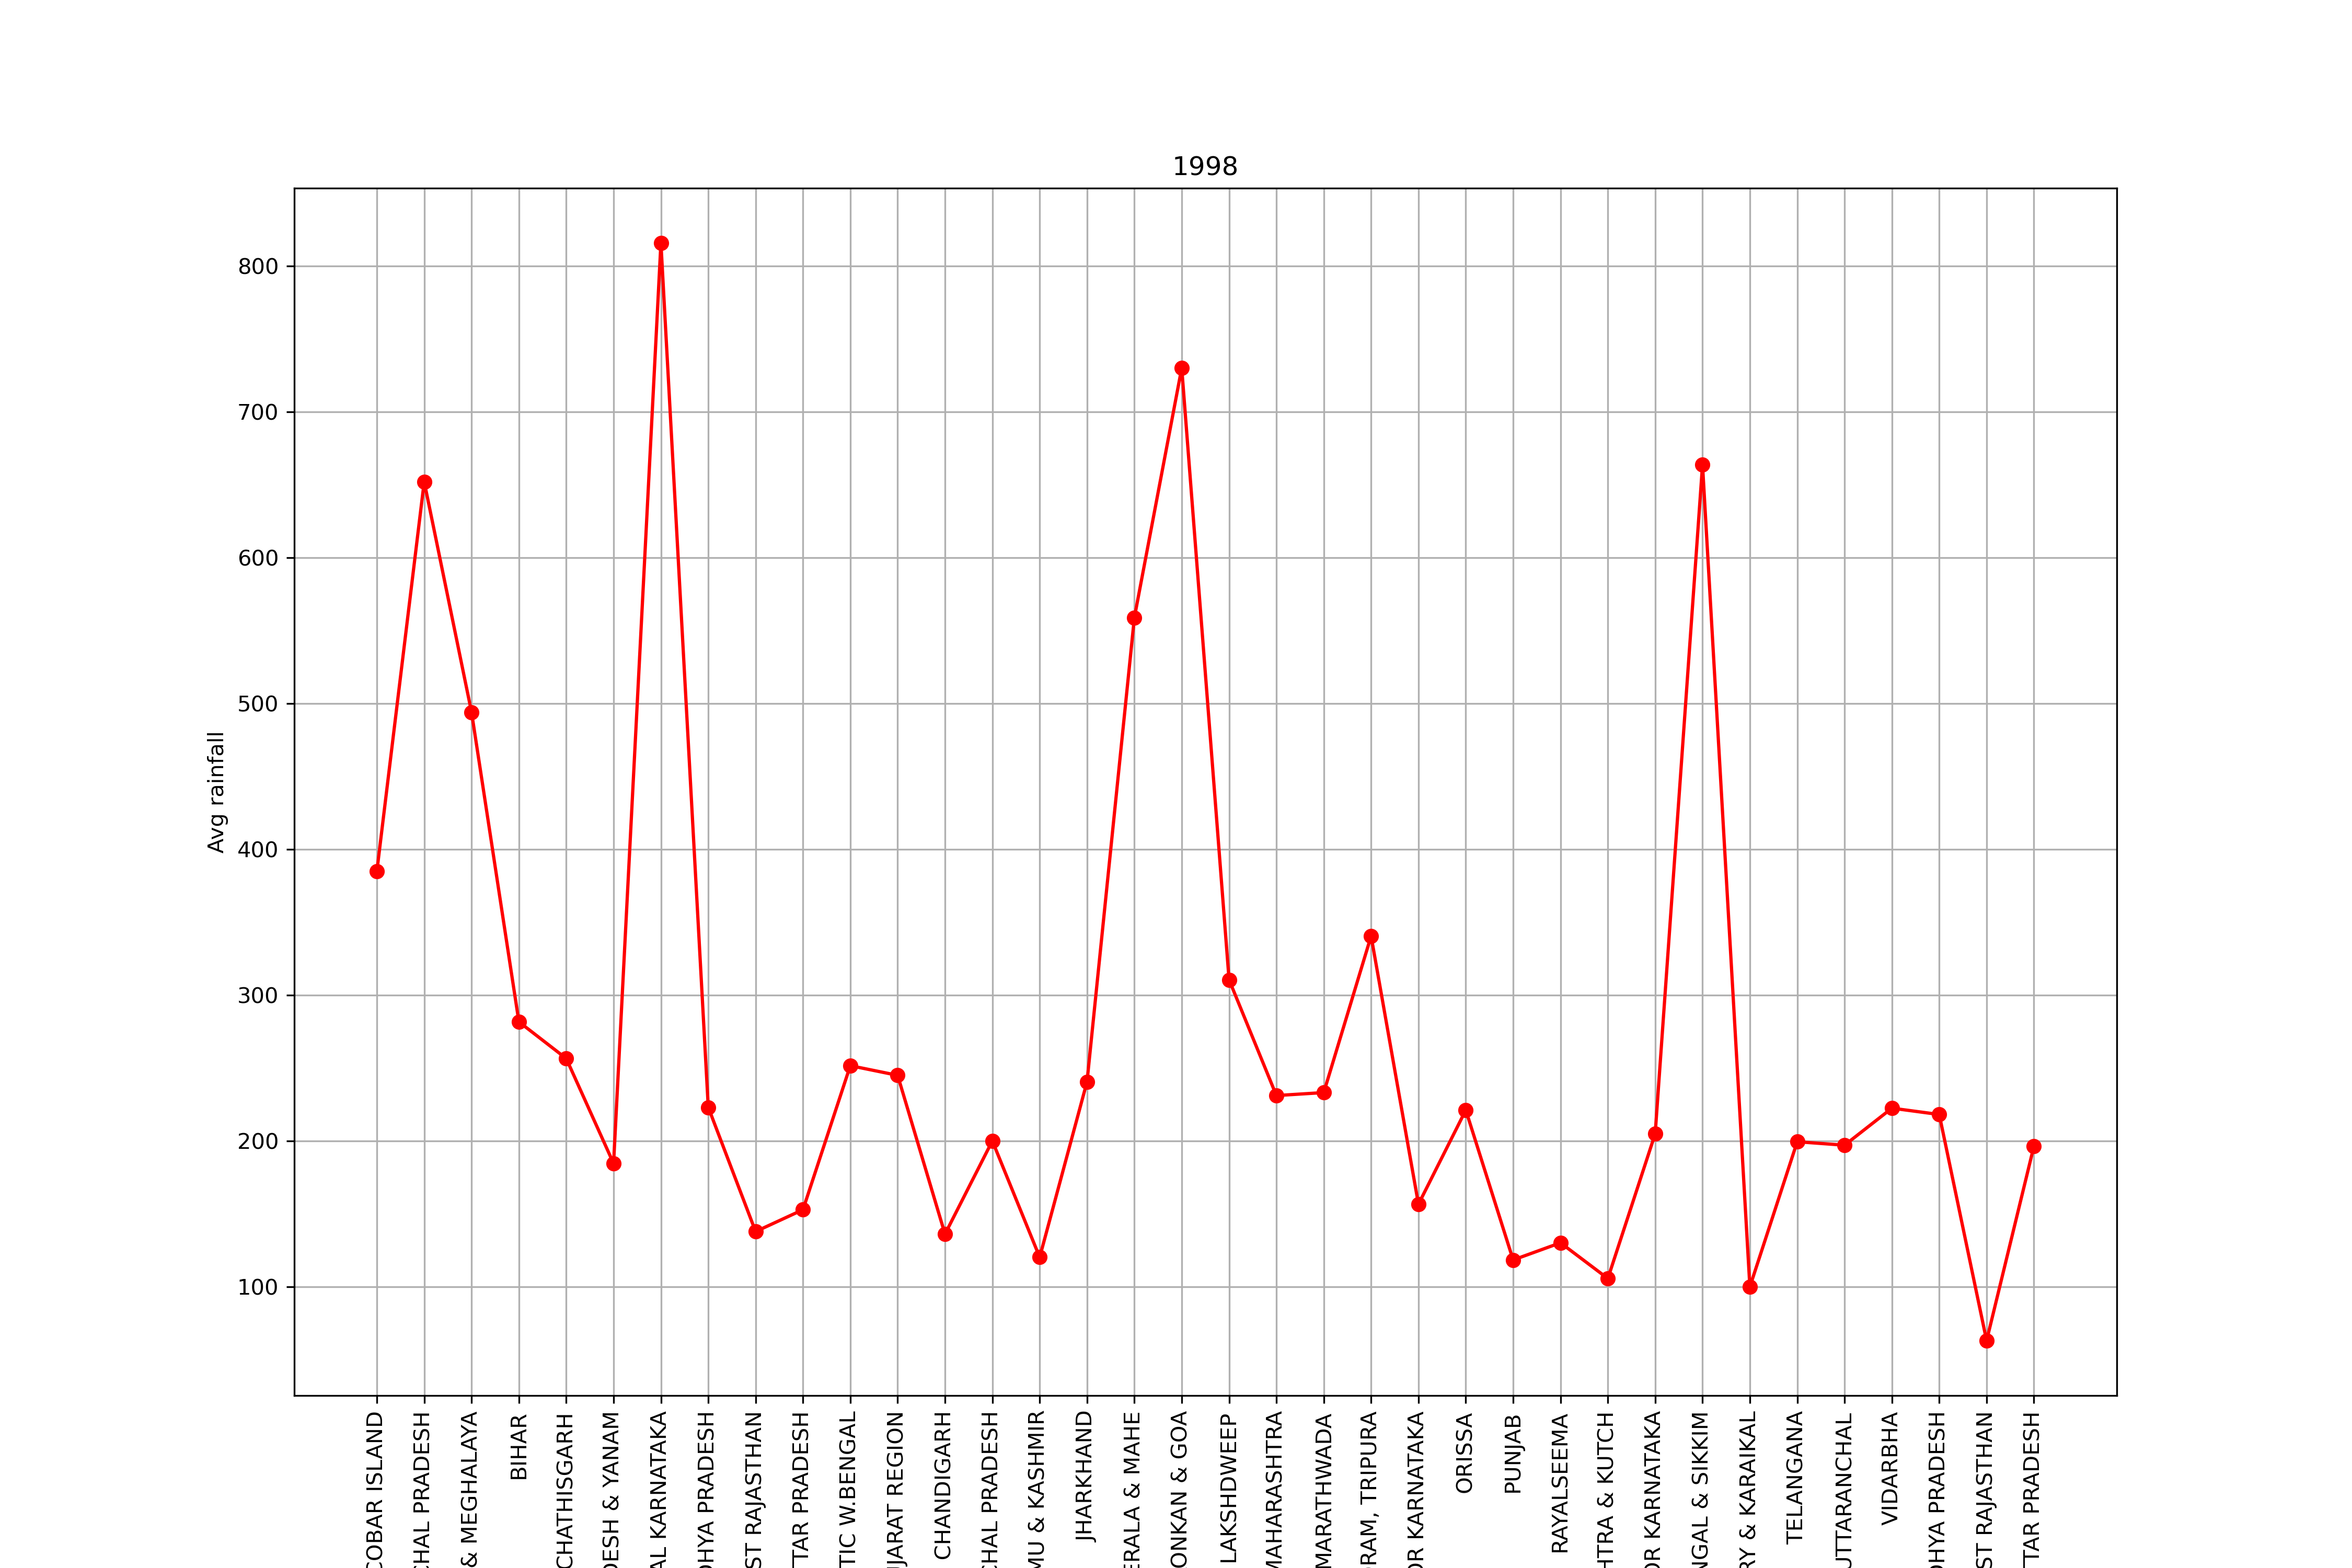 1998
Avg rainfall
800
700
600
500
400
300
200
100
COBAR ISLAND
CHAL PRADESH
& MEGHALAYA
BIHAR
CHATHISGARH
DESH & YANAM
AL KARNATAKA
DHYA PRADESH
ST RAJASTHAN
TTAR PRADESH
TIC W.BENGAL
JARAT REGION
CHANDIGARH
CHAL PRADESH
MU & KASHMIR
JHARKHAND
ERALA & MAHE
ONKAN & GOA
LAKSHDWEEP
MAHARASHTRA
MARATHWADA
RAM, TRIPURA
OR KARNATAKA
ORISSA
PUNJAB
RAYALSEEMA
HTRA & KUTCH
OR KARNATAKA
NGAL & SIKKIM
RY & KARAIKAL
TELANGANA
UTTARANCHAL
VIDARBHA
DHYA PRADESH
ST RAJASTHAN
TTAR PRADESH